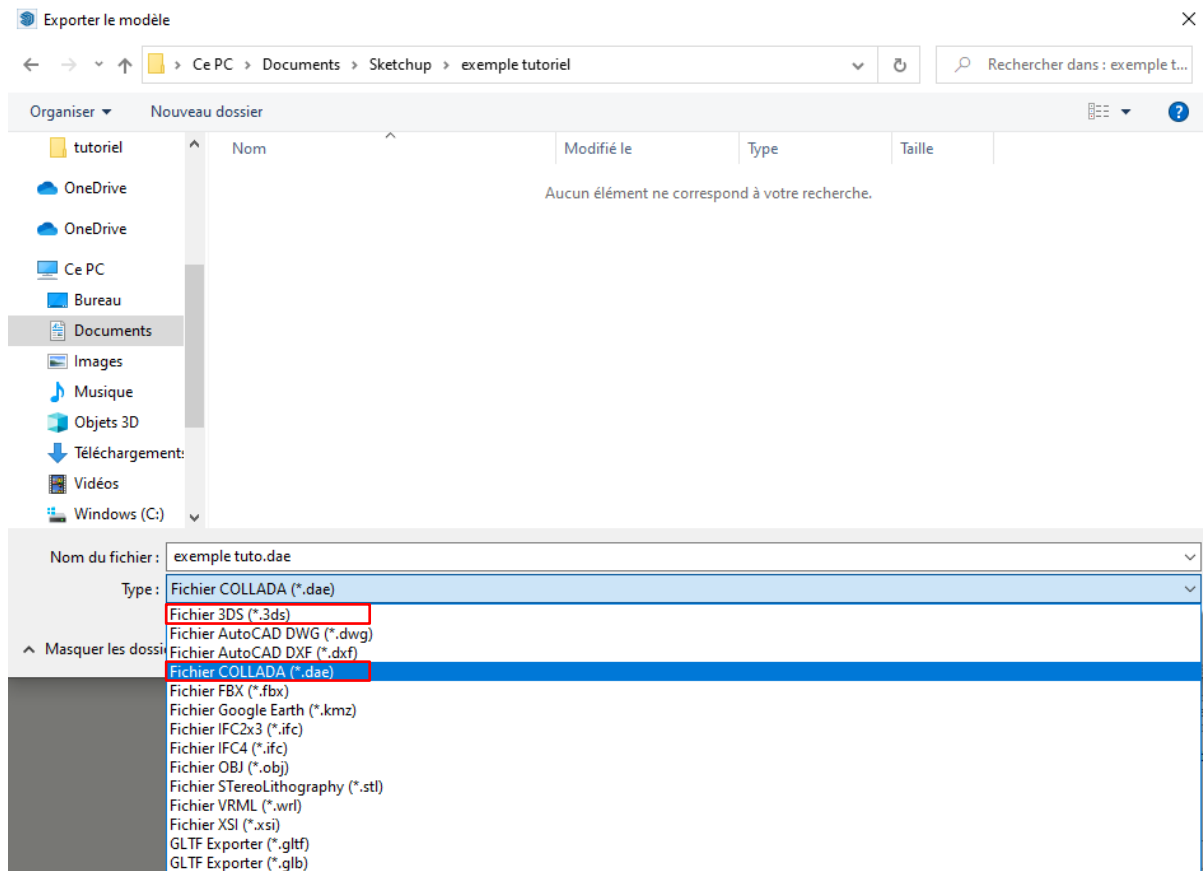 Exporter le modèle
Ce PC > Documents > Sketchup > exemple tutoriel
Rechercher dans : exemple t...
Organiser
Nouveau dossier
tutoriel
OneDrive
OneDrive
Ce PC
Bureau
Documents
Images
Musique
Objets 3D
Téléchargements
Vidéos
Windows (C:)
Nom
Modifié le
Type
Taille
Aucun élément ne correspond à votre recherche.
Nom du fichier :
exemple tuto.dae
Type :
Fichier COLLADA (*.dae)
Masquer les dossi
Fichier 3DS (*.3ds)
Fichier AutoCAD DWG (*.dwg)
Fichier AutoCAD DXF (*.dxf)
Fichier COLLADA (*.dae)
Fichier FBX (*.fbx)
Fichier Google Earth (*.kmz)
Fichier IFC2x3 (*.ifc)
Fichier IFC4 (*.ifc)
Fichier OBJ (*.obj)
Fichier STereoLithography (*.stl)
Fichier VRML (*.wrl)
Fichier XSI (*.xsi)
GLTF Exporter (*.gltf)
GLTF Exporter (*.glb)